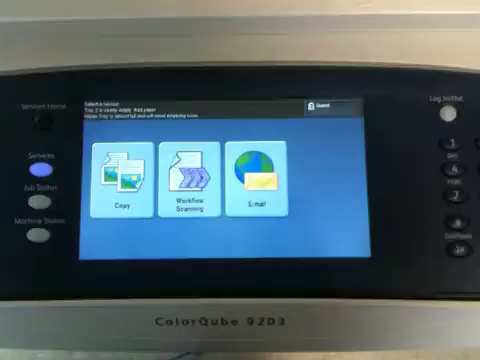 Services Home
Select a service.
Tray 2 is nearly empty. Add paper.
Waste Tray is almost full and will need emptying soon.
Guest
Log In/Out
Services
Job Status
Machine Status
Copy
Workflow
Scanning
E-mail
1
4
7
ColorQube 9203